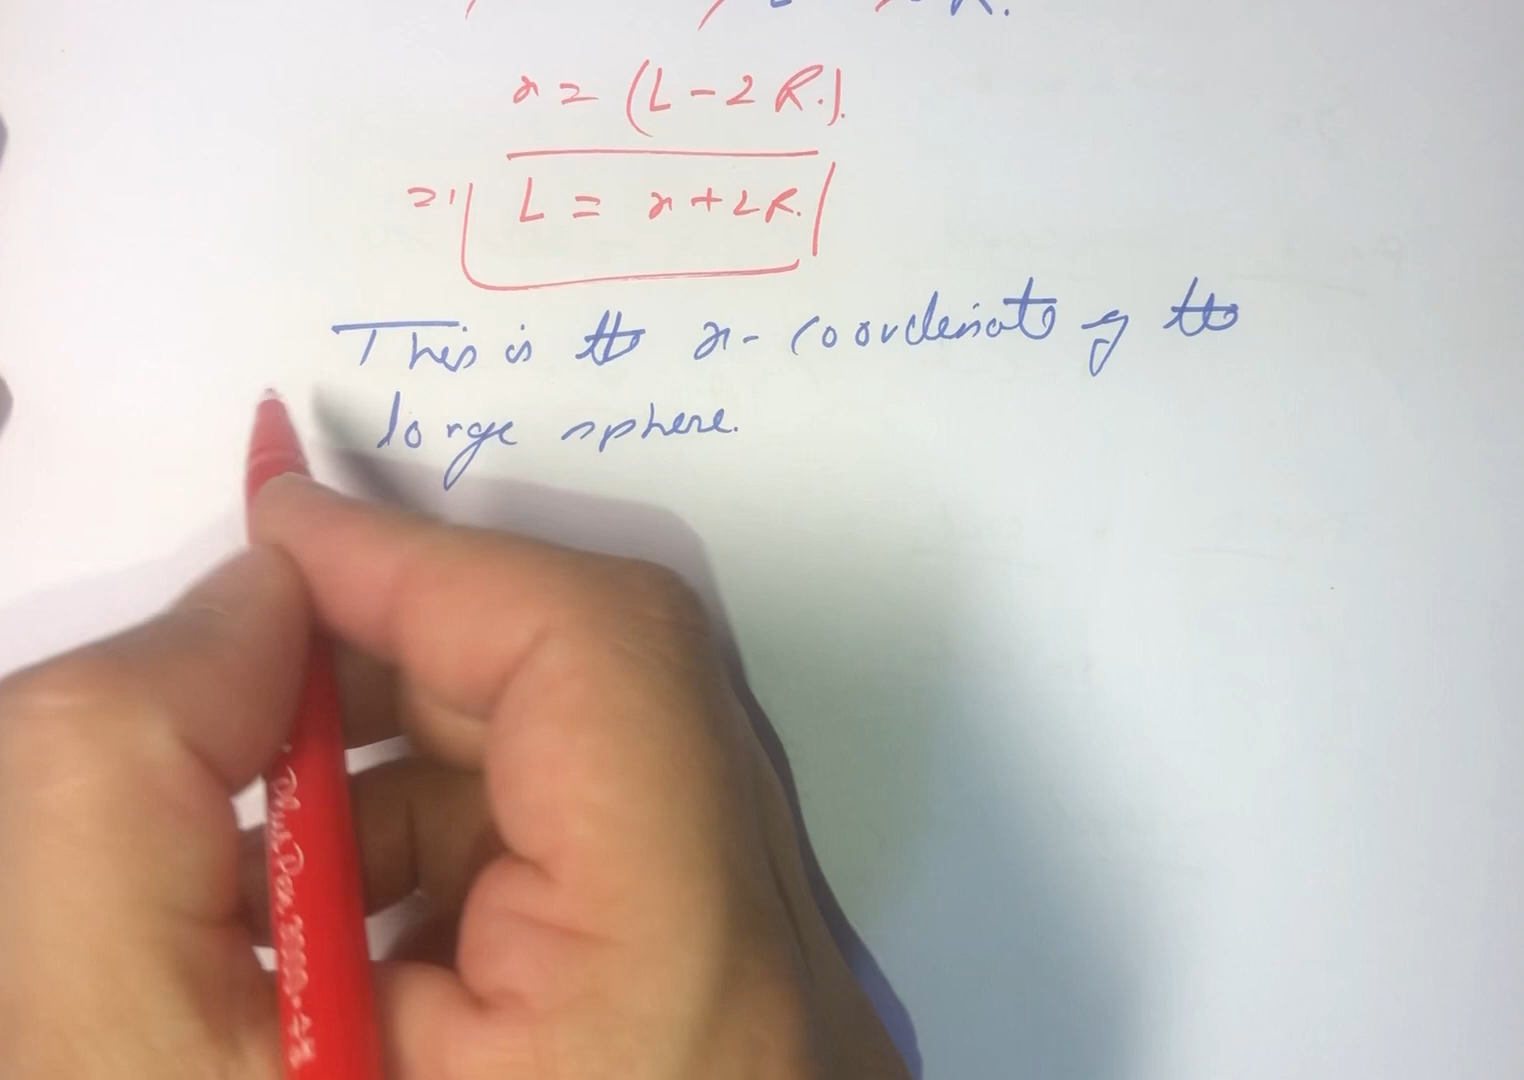 R.
x = (L - 2R.).
=> L = x + 2R.
This is the x-coordinate of the
large sphere.